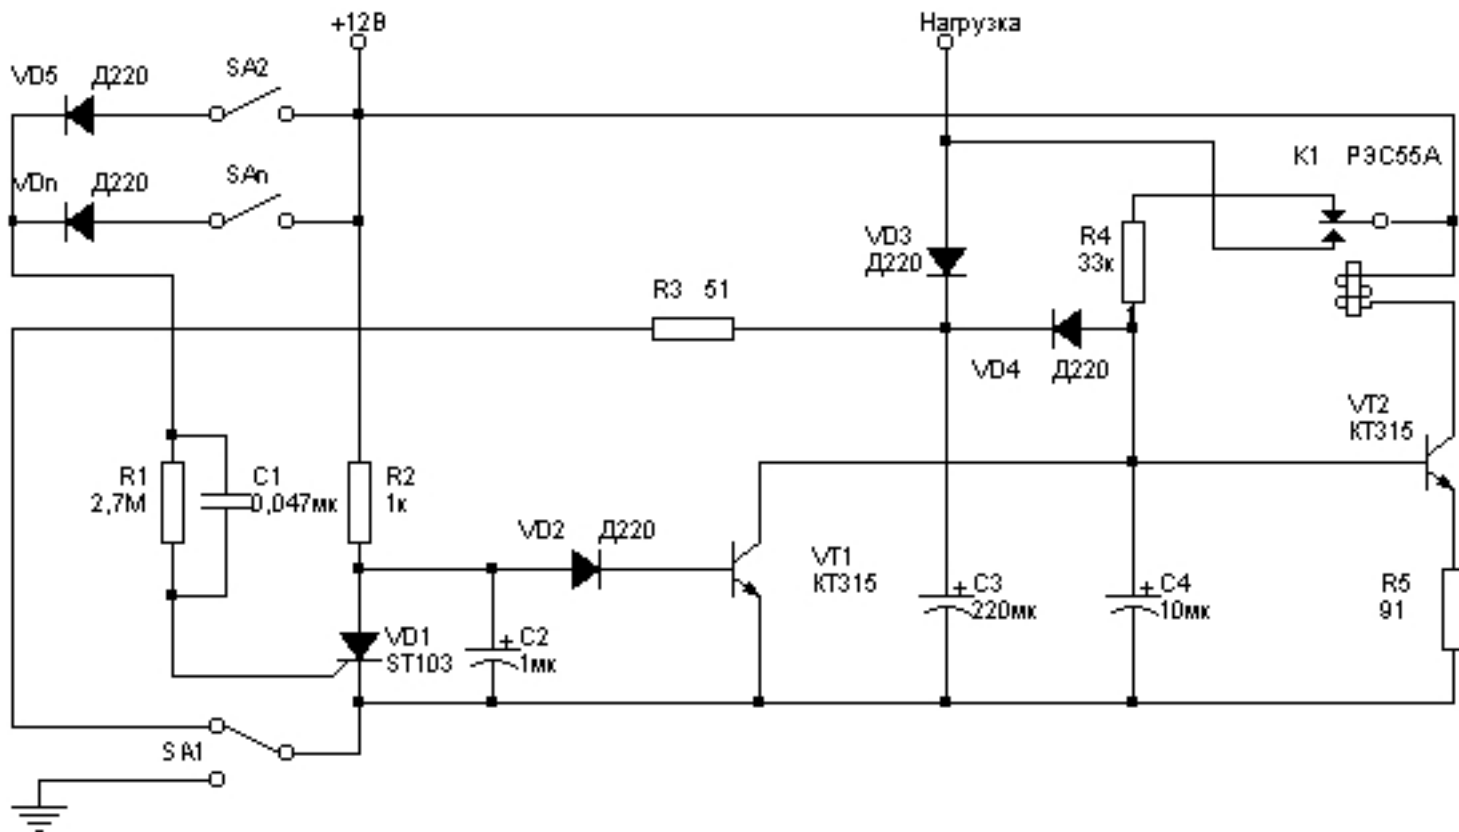 +12В
Нагрузка
VD5 Д220
SA2
VDn Д220
SAn
K1 РЭС55А
VD3
Д220
R4
33к
R3 51
VD4 Д220
VT2
КТ315
R1
2,7М
C1
0,047мк
R2
1к
VD2 Д220
VT1
КТ315
+ C3
220мк
+ C4
10мк
R5
91
VD1
ST103
+ C2
1мк
SA1